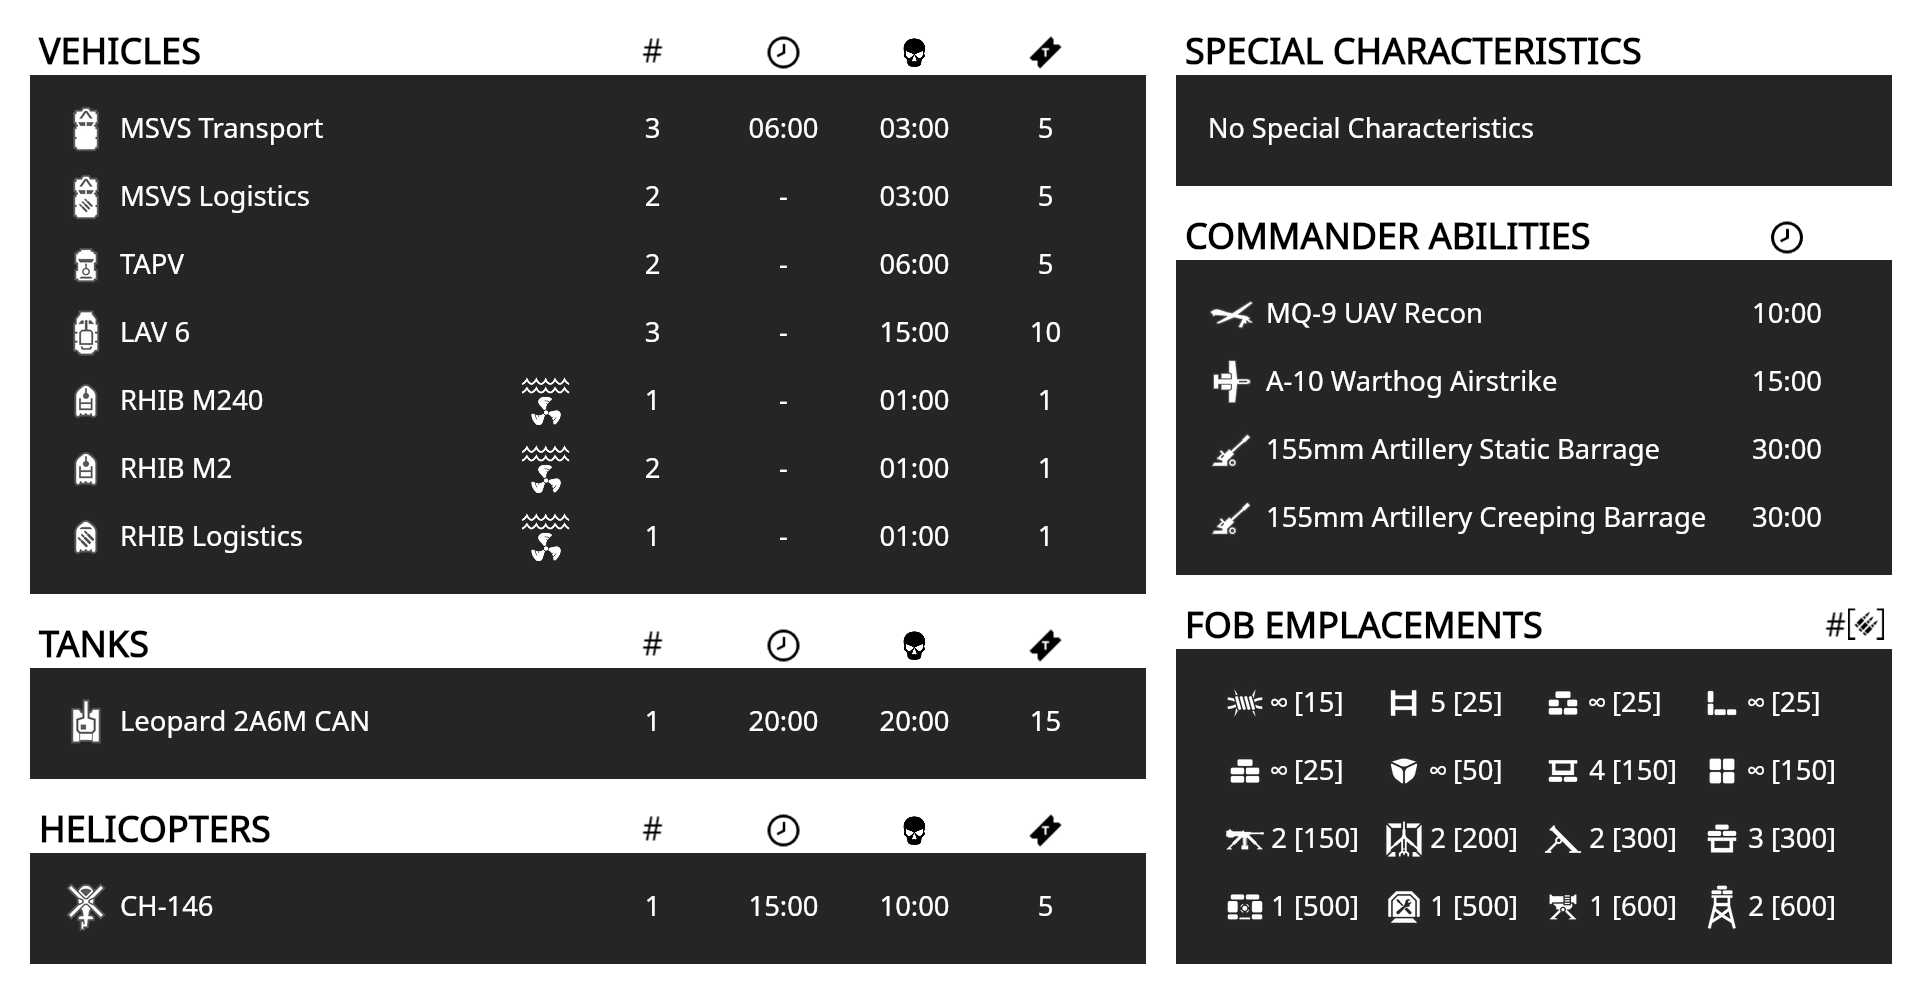 VEHICLES #
MSVS Transport 3 06:00 03:00 5
MSVS Logistics 2 - 03:00 5
TAPV 2 - 06:00 5
LAV 6 3 - 15:00 10
RHIB M240 1 - 01:00 1
RHIB M2 2 - 01:00 1
RHIB Logistics 1 - 01:00 1
TANKS #
Leopard 2A6M CAN 1 20:00 20:00 15
HELICOPTERS #
CH-146 1 15:00 10:00 5
SPECIAL CHARACTERISTICS
No Special Characteristics
COMMANDER ABILITIES
MQ-9 UAV Recon 10:00
A-10 Warthog Airstrike 15:00
155mm Artillery Static Barrage 30:00
155mm Artillery Creeping Barrage 30:00
FOB EMPLACEMENTS #[ ]
∞ [15] 5 [25] ∞ [25] ∞ [25]
∞ [25] ∞ [50] 4 [150] ∞ [150]
2 [150] 2 [200] 2 [300] 3 [300]
1 [500] 1 [500] 1 [600] 2 [600]